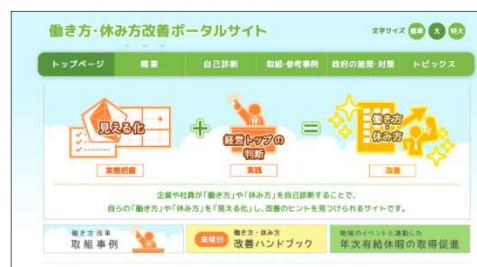 働き方・休み方改善ポータルサイト
文字サイズ 標準 大 特大
トップページ 概要 自己診断 取組・参考事例 政府の施策・対策 トピックス
見える化
+
経営トップの
判断
=
働き方
休み方
実態把握 実践 改善
企業や社員が「働き方」や「休み方」を自己診断することで、
自らの「働き方」や「休み方」を「見える化」し、改善のヒントを見つけられるサイトです。
働き方改革
取組事例
業種別
働き方・休み方
改善ハンドブック
地域のイベントと連動した
年次有給休暇の取得促進